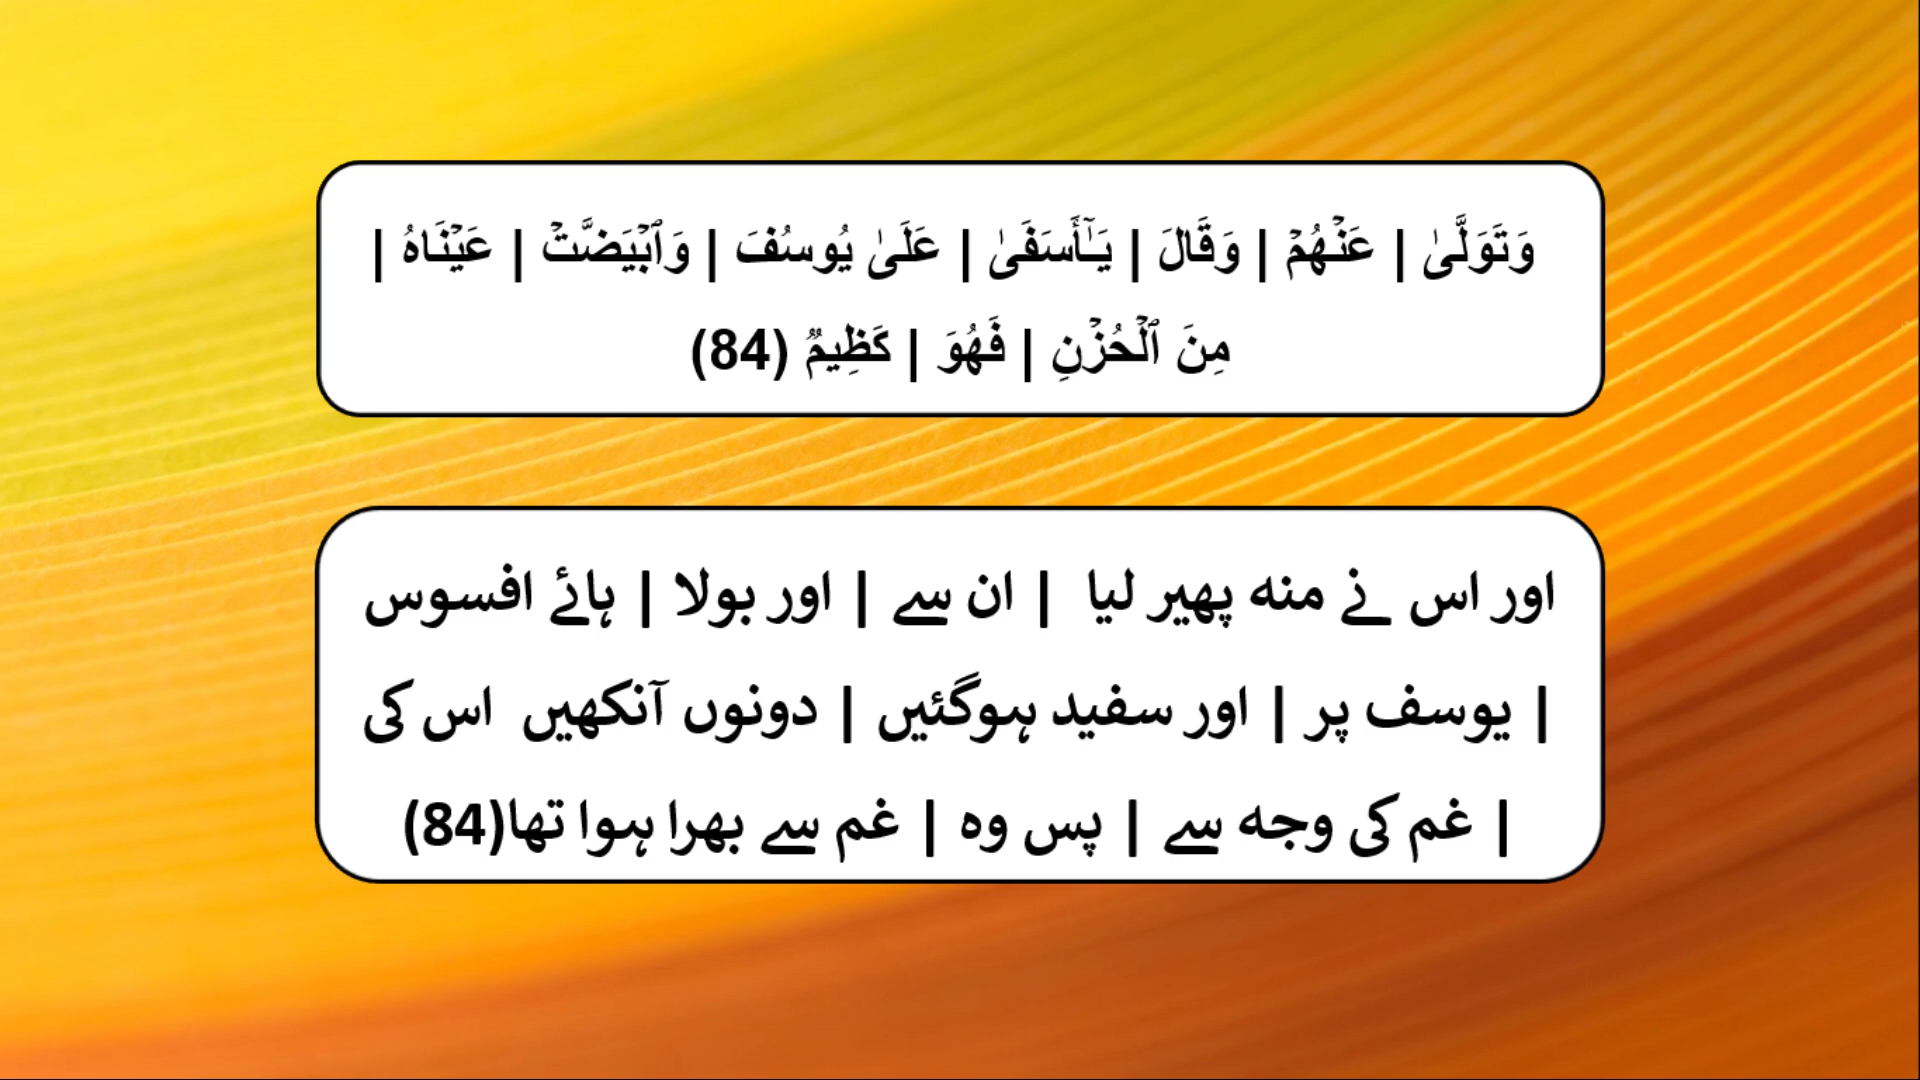 وَتَوَلَّىٰ | عَنْهُمْ | وَقَالَ | يَـٰٓأَسَفَىٰ | عَلَىٰ يُوسُفَ | وَٱبْيَضَّتْ | عَيْنَاهُ |
مِنَ ٱلْحُزْنِ | فَهُوَ | كَظِيمٌ (84)
اور اس نے منہ پھیر لیا | ان سے | اور بولا | ہائے افسوس
| یوسف پر | اور سفید ہوگئیں | دونوں آنکھیں اس کی
| غم کی وجہ سے | پس وہ | غم سے بھرا ہوا تھا(84)